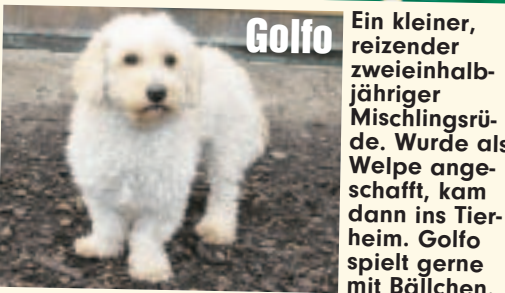 Golfo
Ein kleiner,
reizender
zweieinhalb-
jähriger
Mischlingsrü-
de. Wurde als
Welpe ange-
schafft, kam
dann ins Tier-
heim. Golfo
spielt gerne
mit Bällchen.